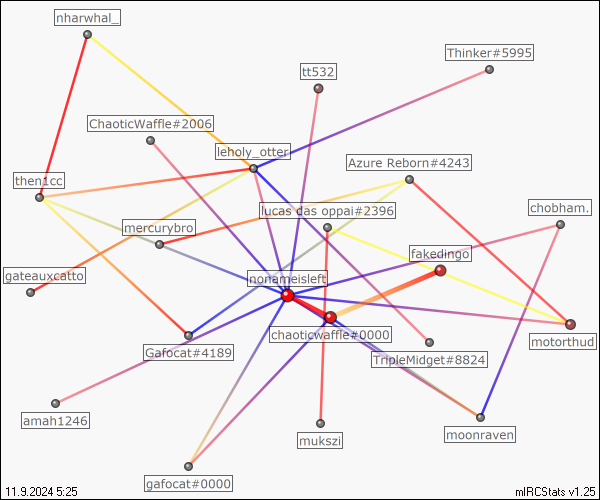 nharwhal_
Thinker#5995
tt532
ChaoticWaffle#2006
leholy_otter
Azure Reborn#4243
then1cc
lucas das oppai#2396
chobham.
mercurybro
fakedingo
gateauxcatto
nonameisleft
chaoticwaffle#0000
motorthud
Gafocat#4189
TripleMidget#8824
amah1246
mukszi
moonraven
gafocat#0000
11.9.2024 5:25
mIRCStats v1.25